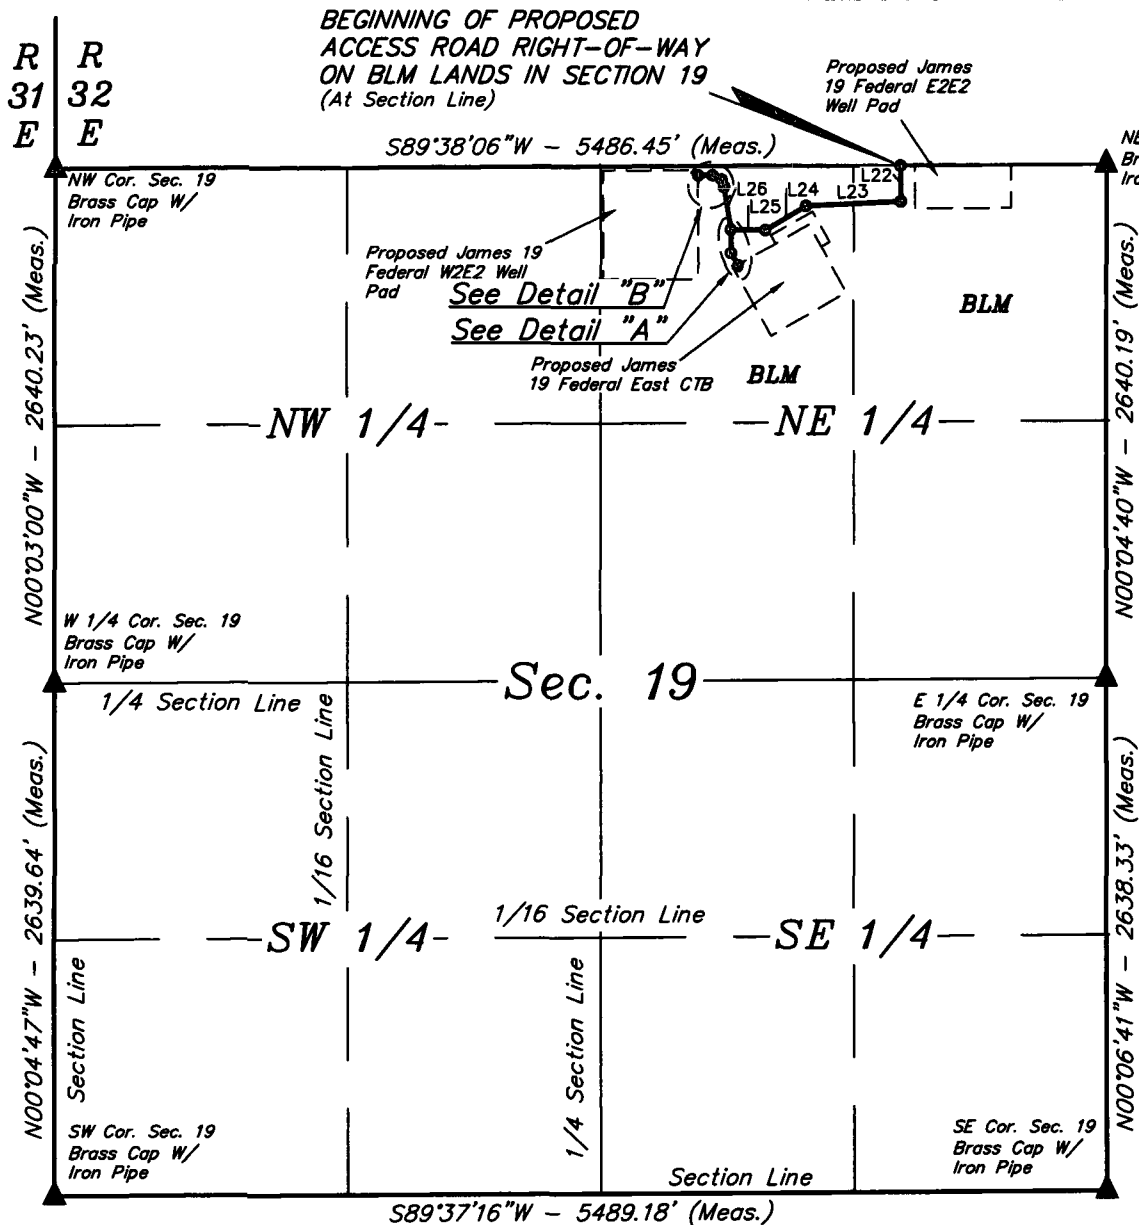 BEGINNING OF PROPOSED
ACCESS ROAD RIGHT-OF-WAY
ON BLM LANDS IN SECTION 19
(At Section Line)
R R
31 32
E E
Proposed James
19 Federal E2E2
Well Pad
S89°38'06"W - 5486.45' (Meas.)
NW Cor. Sec. 19
Brass Cap W/
Iron Pipe
L22
L23
L24
L25
L26
Proposed James 19
Federal W2E2 Well
Pad
See Detail "B"
See Detail "A"
Proposed James
19 Federal East CTB
BLM
BLM
N00°03'00"W - 2640.23' (Meas.)
N00°04'40"W - 2640.19' (Meas.)
NW 1/4
NE 1/4
W 1/4 Cor. Sec. 19
Brass Cap W/
Iron Pipe
Sec. 19
1/4 Section Line
E 1/4 Cor. Sec. 19
Brass Cap W/
Iron Pipe
1/16 Section Line
1/16 Section Line
N00°04'47"W - 2639.64' (Meas.)
N00°06'41"W - 2638.33' (Meas.)
SW 1/4
SE 1/4
Section Line
1/4 Section Line
SW Cor. Sec. 19
Brass Cap W/
Iron Pipe
SE Cor. Sec. 19
Brass Cap W/
Iron Pipe
Section Line
S89°37'16"W - 5489.18' (Meas.)